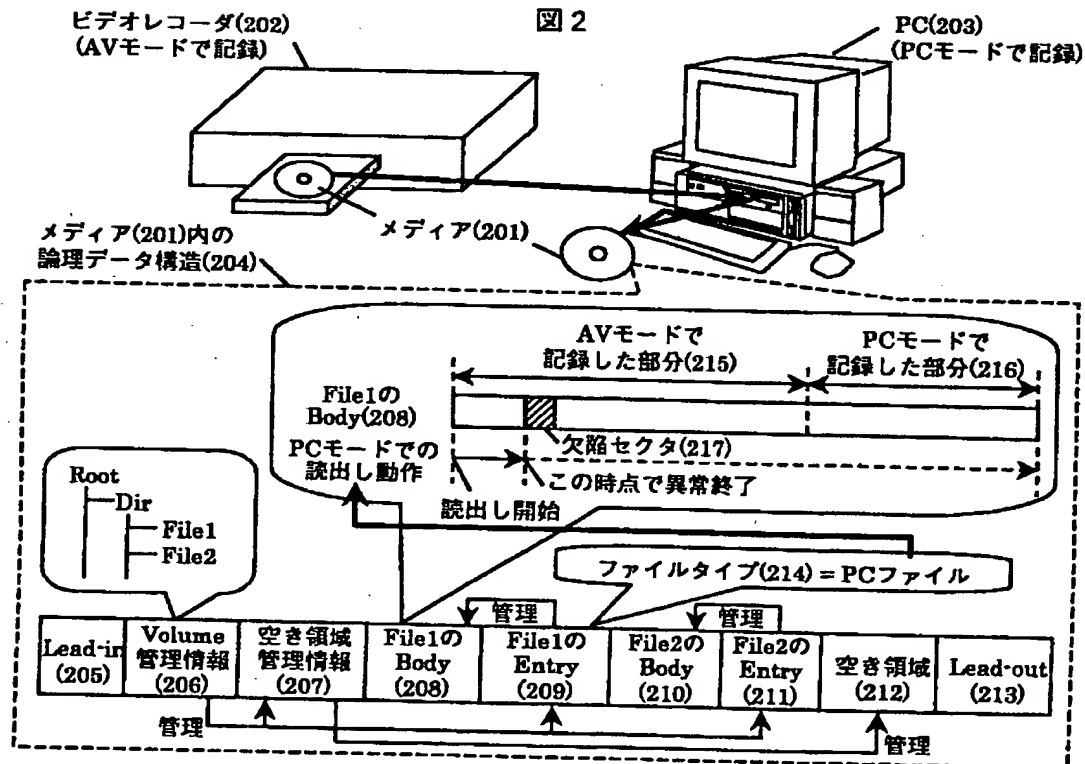 図2
ビデオレコーダ(202)
(AVモードで記録)
PC(203)
(PCモードで記録)
メディア(201)
メディア(201)内の
論理データ構造(204)
AVモードで
記録した部分(215)
PCモードで
記録した部分(216)
File1の
Body(208)
欠陥セクタ(217)
PCモードでの
読出し動作
この時点で異常終了
読出し開始
Root
Dir
File1
File2
ファイルタイプ(214)=PCファイル
管理
管理
Lead-in
(205)
Volume
管理情報
(206)
空き領域
管理情報
(207)
File1の
Body
(208)
File1の
Entry
(209)
File2の
Body
(210)
File2の
Entry
(211)
空き領域
(212)
Lead-out
(213)
管理
管理